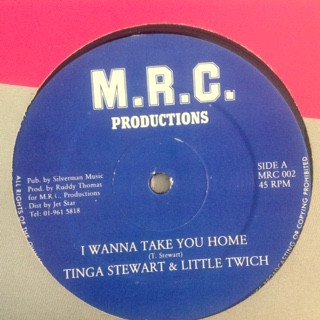 M.R.C.
PRODUCTIONS
Pub. by Silverman Music
Prod. by Ruddy Thomas
for M.R.i.. Productions
Dist by Jet Star
Tel: 01-961 5818
SIDE A
MRC 002
45 RPM
I WANNA TAKE YOU HOME
(T. Stewart)
TINGA STEWART & LITTLE TWICH
ALL RIGHTS OF THE
OR COPYING PROHIBITED.